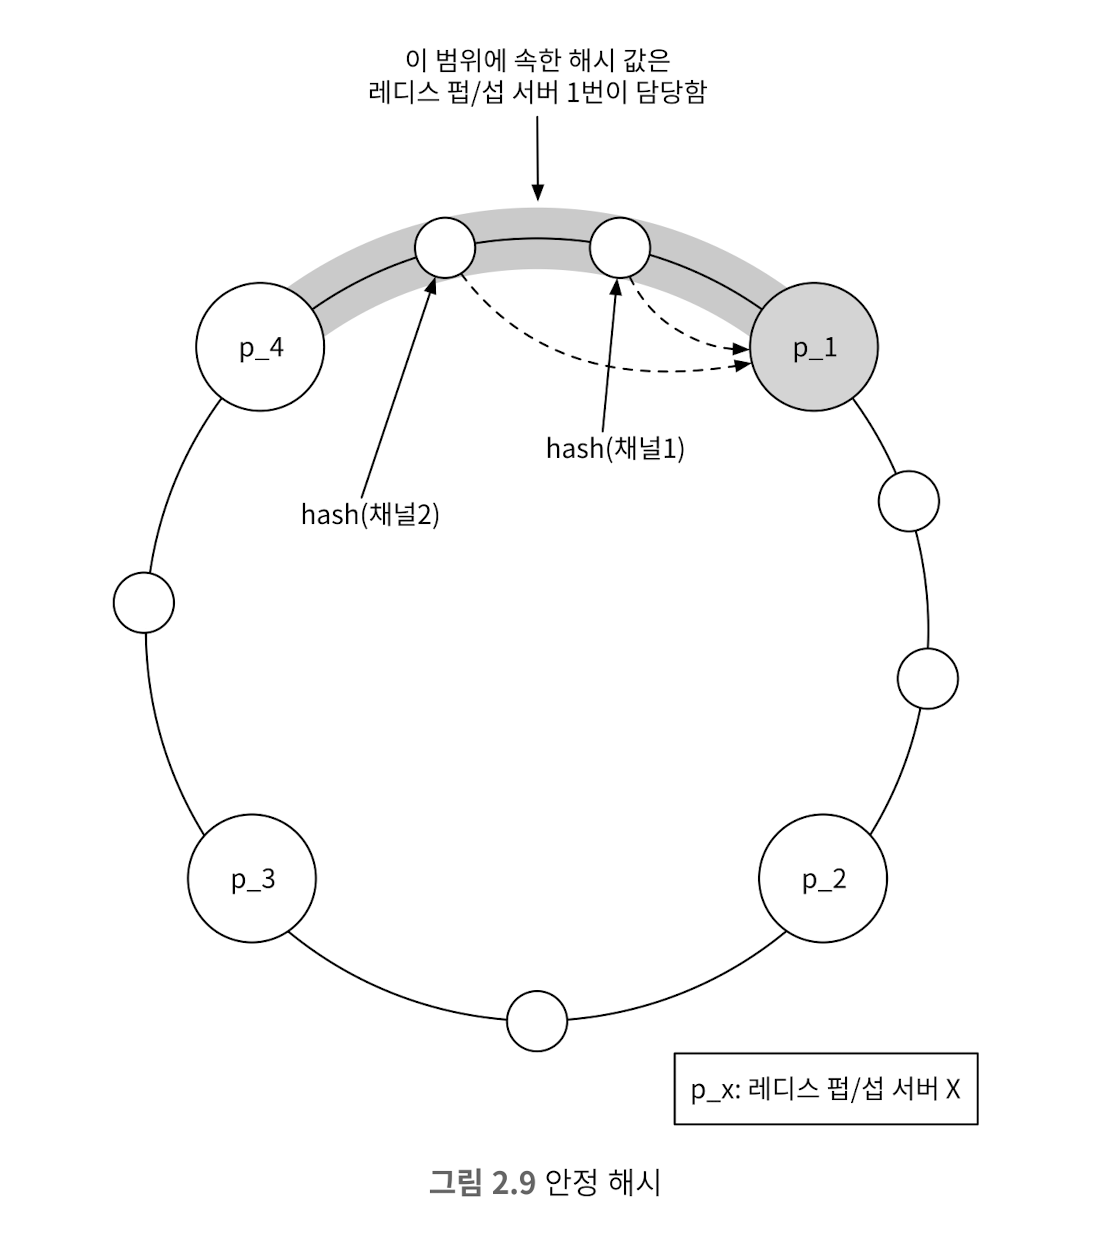 이 범위에 속한 해시 값은
레디스 펍/섭 서버 1번이 담당함
p_4
p_1
hash(채널1)
hash(채널2)
p_3
p_2
p_x: 레디스 펍/섭 서버 X
그림 2.9 안정 해시